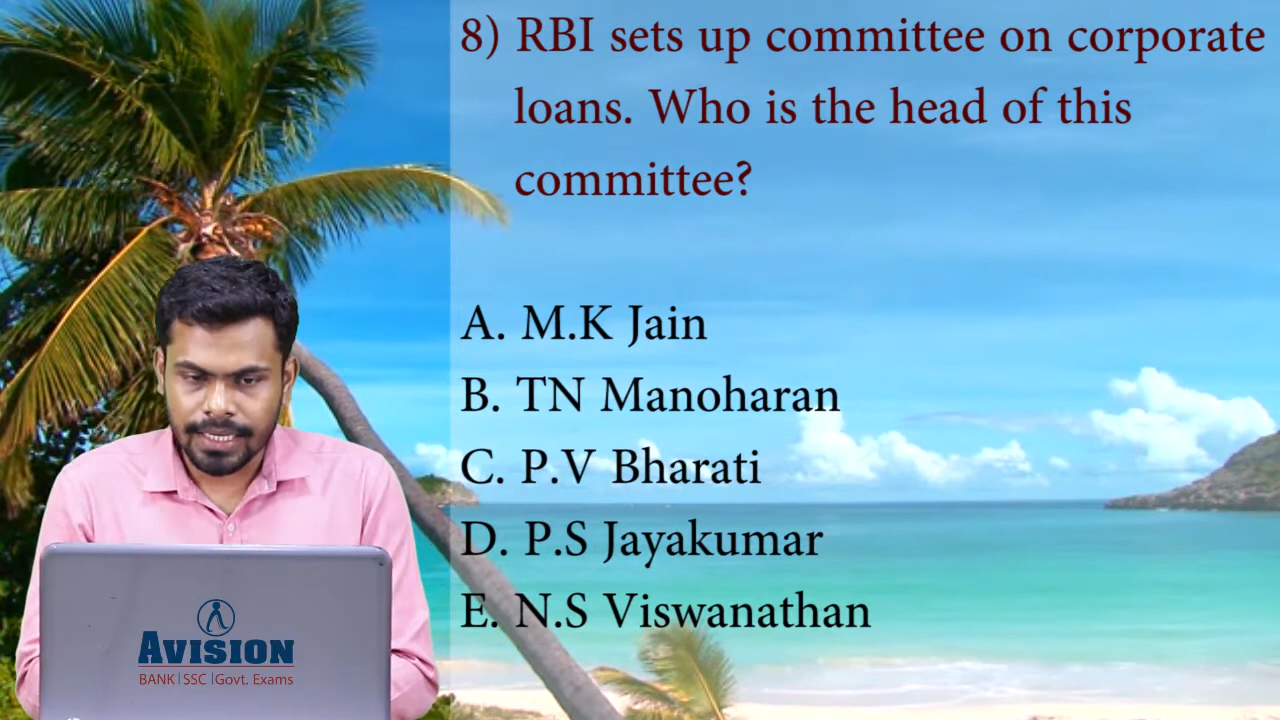 8) RBI sets up committee on corporate
loans. Who is the head of this
committee?
A. M.K Jain
B. TN Manoharan
C. P.V Bharati
D. P.S Jayakumar
E. N.S Viswanathan
AVISION
BANK | SSC | Govt. Exams